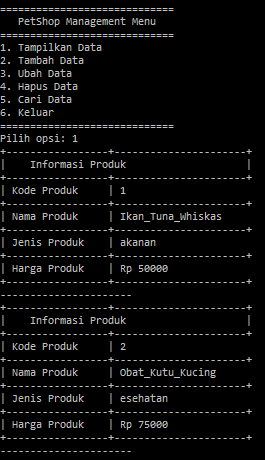 ==============================
PetShop Management Menu
==============================
1. Tampilkan Data
2. Tambah Data
3. Ubah Data
4. Hapus Data
5. Cari Data
6. Keluar
==============================
Pilih opsi: 1
+-----------------+----------------------+
|    Informasi Produk                    |
+-----------------+----------------------+
| Kode Produk     | 1
+-----------------+----------------------+
| Nama Produk     | Ikan_Tuna_Whiskas
+-----------------+----------------------+
| Jenis Produk    | akanan
+-----------------+----------------------+
| Harga Produk    | Rp 50000
+-----------------+----------------------+
----------------------
+-----------------+----------------------+
|    Informasi Produk                    |
+-----------------+----------------------+
| Kode Produk     | 2
+-----------------+----------------------+
| Nama Produk     | Obat_Kutu_Kucing
+-----------------+----------------------+
| Jenis Produk    | esehatan
+-----------------+----------------------+
| Harga Produk    | Rp 75000
+-----------------+----------------------+
----------------------